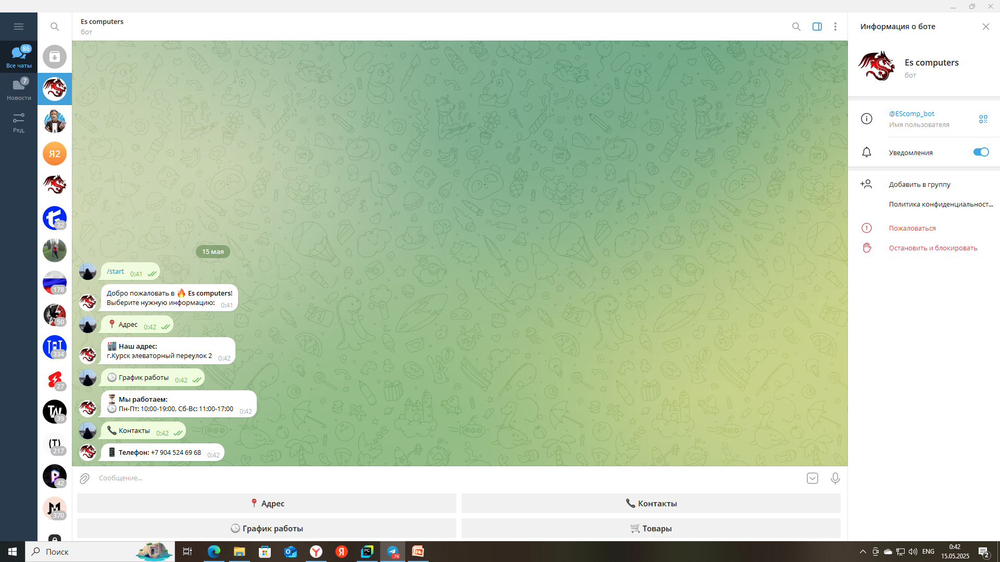 Es computers
бот
Информация о боте
86
Все чаты
7
Новости
Ред.
Я2
32
178
50
334
27
39
217
42
370
15 мая
/start 0:41
Добро пожаловать в 🔥 Es computers!
Выберите нужную информацию: 0:41
📍 Адрес 0:42
🏢 Наш адрес:
г.Курск элеваторный переулок 2 0:42
🕒 График работы 0:42
⏳ Мы работаем:
🕒 Пн-Пт: 10:00-19:00, Сб-Вс: 11:00-17:00 0:42
📞 Контакты 0:42
📱 Телефон: +7 904 524 69 68 0:42
Сообщение...
📍 Адрес
📞 Контакты
🕒 График работы
🛒 Товары
Es computers
бот
@EScomp_bot
Имя пользователя
Уведомления
Добавить в группу
Политика конфиденциальност...
Пожаловаться
Остановить и блокировать
Поиск
PC
.76
ENG
0:42
15.05.2025
2